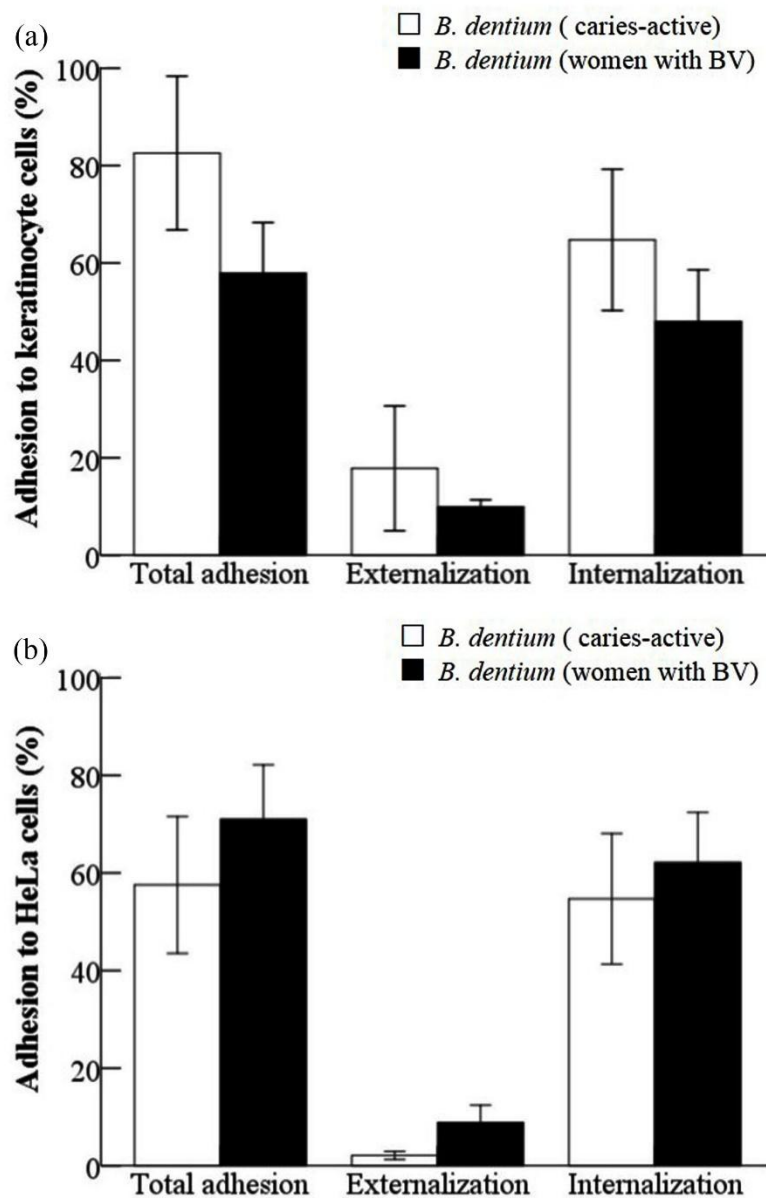 (a)
B. dentium ( caries-active)
B. dentium (women with BV)
Adhesion to keratinocyte cells (%)
100
80
60
40
20
0
Total adhesion Externalization Internalization
(b)
B. dentium ( caries-active)
B. dentium (women with BV)
Adhesion to HeLa cells (%)
100
80
60
40
20
0
Total adhesion Externalization Internalization